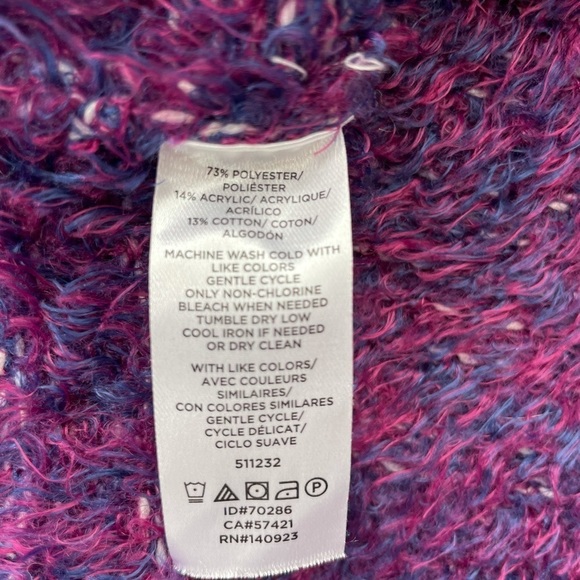 73% POLYESTER/
POLIÉSTER
14% ACRYLIC/ ACRYLIQUE/
ACRÍLICO
13% COTTON/ COTON/
ALGODÓN
MACHINE WASH COLD WITH
LIKE COLORS
GENTLE CYCLE
ONLY NON-CHLORINE
BLEACH WHEN NEEDED
TUMBLE DRY LOW
COOL IRON IF NEEDED
OR DRY CLEAN
WITH LIKE COLORS/
AVEC COULEURS
SIMILAIRES/
CON COLORES SIMILARES
GENTLE CYCLE/
CYCLE DÉLICAT/
CICLO SUAVE
511232
P
ID#70286
CA#57421
RN#140923